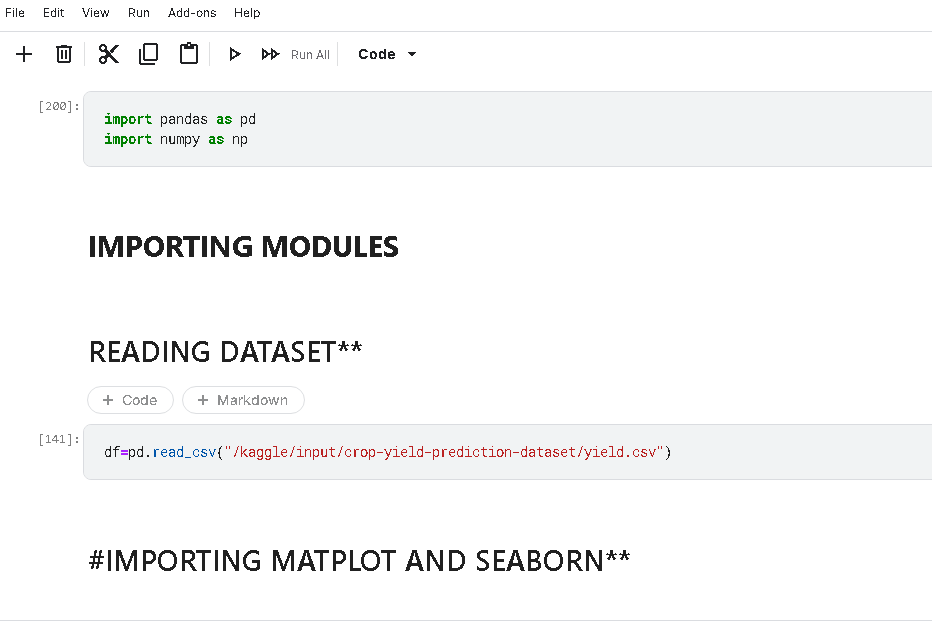 File Edit View Run Add-ons Help
Run All Code
[200]:
import pandas as pd
import numpy as np
IMPORTING MODULES
READING DATASET**
+ Code + Markdown
[141]:
df=pd.read_csv("/kaggle/input/crop-yield-prediction-dataset/yield.csv")
#IMPORTING MATPLOT AND SEABORN**